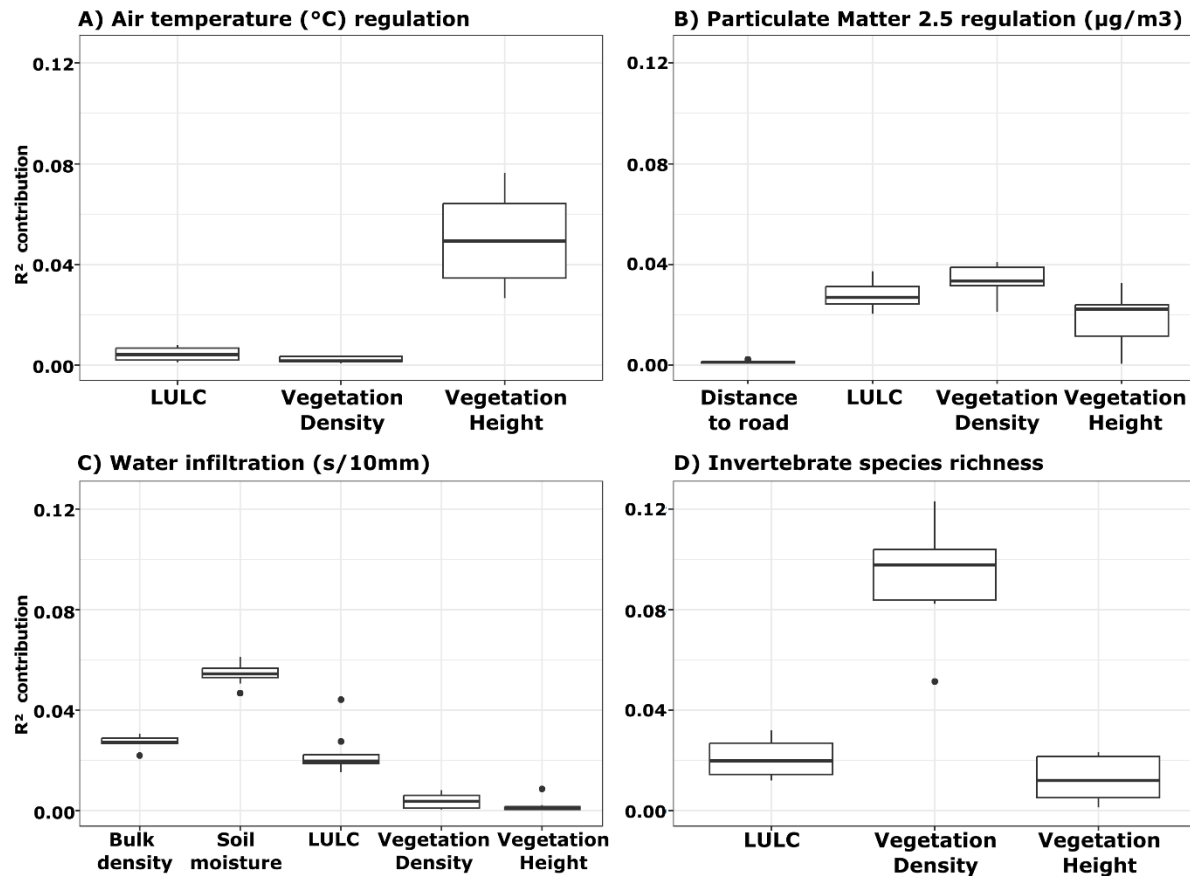 A) Air temperature (°C) regulation
R² contribution
0.12
0.08
0.04
0.00
LULC
Vegetation
Density
Vegetation
Height
B) Particulate Matter 2.5 regulation (µg/m3)
0.12
0.08
0.04
0.00
Distance
to road
LULC
Vegetation
Density
Vegetation
Height
C) Water infiltration (s/10mm)
R² contribution
0.12
0.08
0.04
0.00
Bulk
density
Soil
moisture
LULC
Vegetation
Density
Vegetation
Height
D) Invertebrate species richness
0.12
0.08
0.04
0.00
LULC
Vegetation
Density
Vegetation
Height